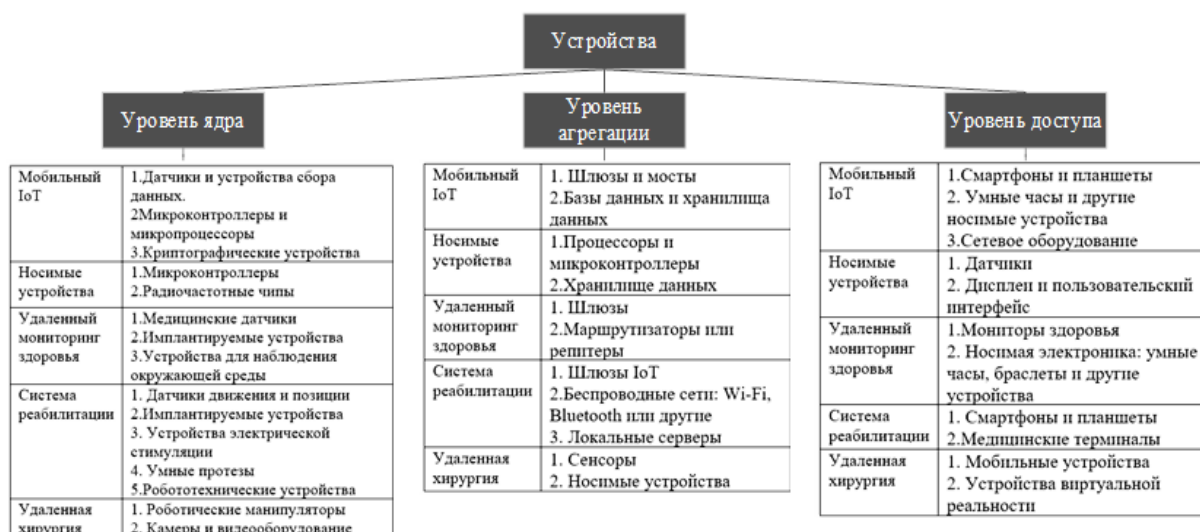 Устройства
Уровень ядра
Мобильный
IoT
1.Датчики и устройства сбора
данных.
2Микроконтроллеры и
микропроцессоры
3.Криптографические устройства
Носимые
устройства
1.Микроконтроллеры
2.Радиочастотные чипы
Удаленный
мониторинг
здоровья
1.Медицинские датчики
2.Имплантируемые устройства
3.Устройства для наблюдения
окружающей среды
Система
реабилитации
1. Датчики движения и позиции
2.Имплантируемые устройства
3. Устройства электрической
стимуляции
4. Умные протезы
5.Робототехнические устройства
Удаленная
хирургия
1. Роботические манипуляторы
2. Камеры и видеооборудование
Уровень
агрегации
Мобильный
IoT
1. Шлюзы и мосты
2.Базы данных и хранилища
данных
Носимые
устройства
1.Процессоры и
микроконтроллеры
2.Хранилище данных
Удаленный
мониторинг
здоровья
1. Шлюзы
2.Маршрутизаторы или
репитеры
Система
реабилитации
1. Шлюзы IoT
2.Беспроводные сети: Wi-Fi,
Bluetooth или другие
3. Локальные серверы
Удаленная
хирургия
1. Сенсоры
2. Носимые устройства
Уровень доступа
Мобильный
IoT
1.Смартфоны и планшеты
2. Умные часы и другие
носимые устройства
3.Сетевое оборудование
Носимые
устройства
1. Датчики
2. Дисплеи и пользовательский
интерфейс
Удаленный
мониторинг
здоровья
1.Мониторы здоровья
2. Носимая электроника: умные
часы, браслеты и другие
устройства
Система
реабилитации
1. Смартфоны и планшеты
2.Медицинские терминалы
Удаленная
хирургия
1. Мобильные устройства
2. Устройства виртуальной
реальности